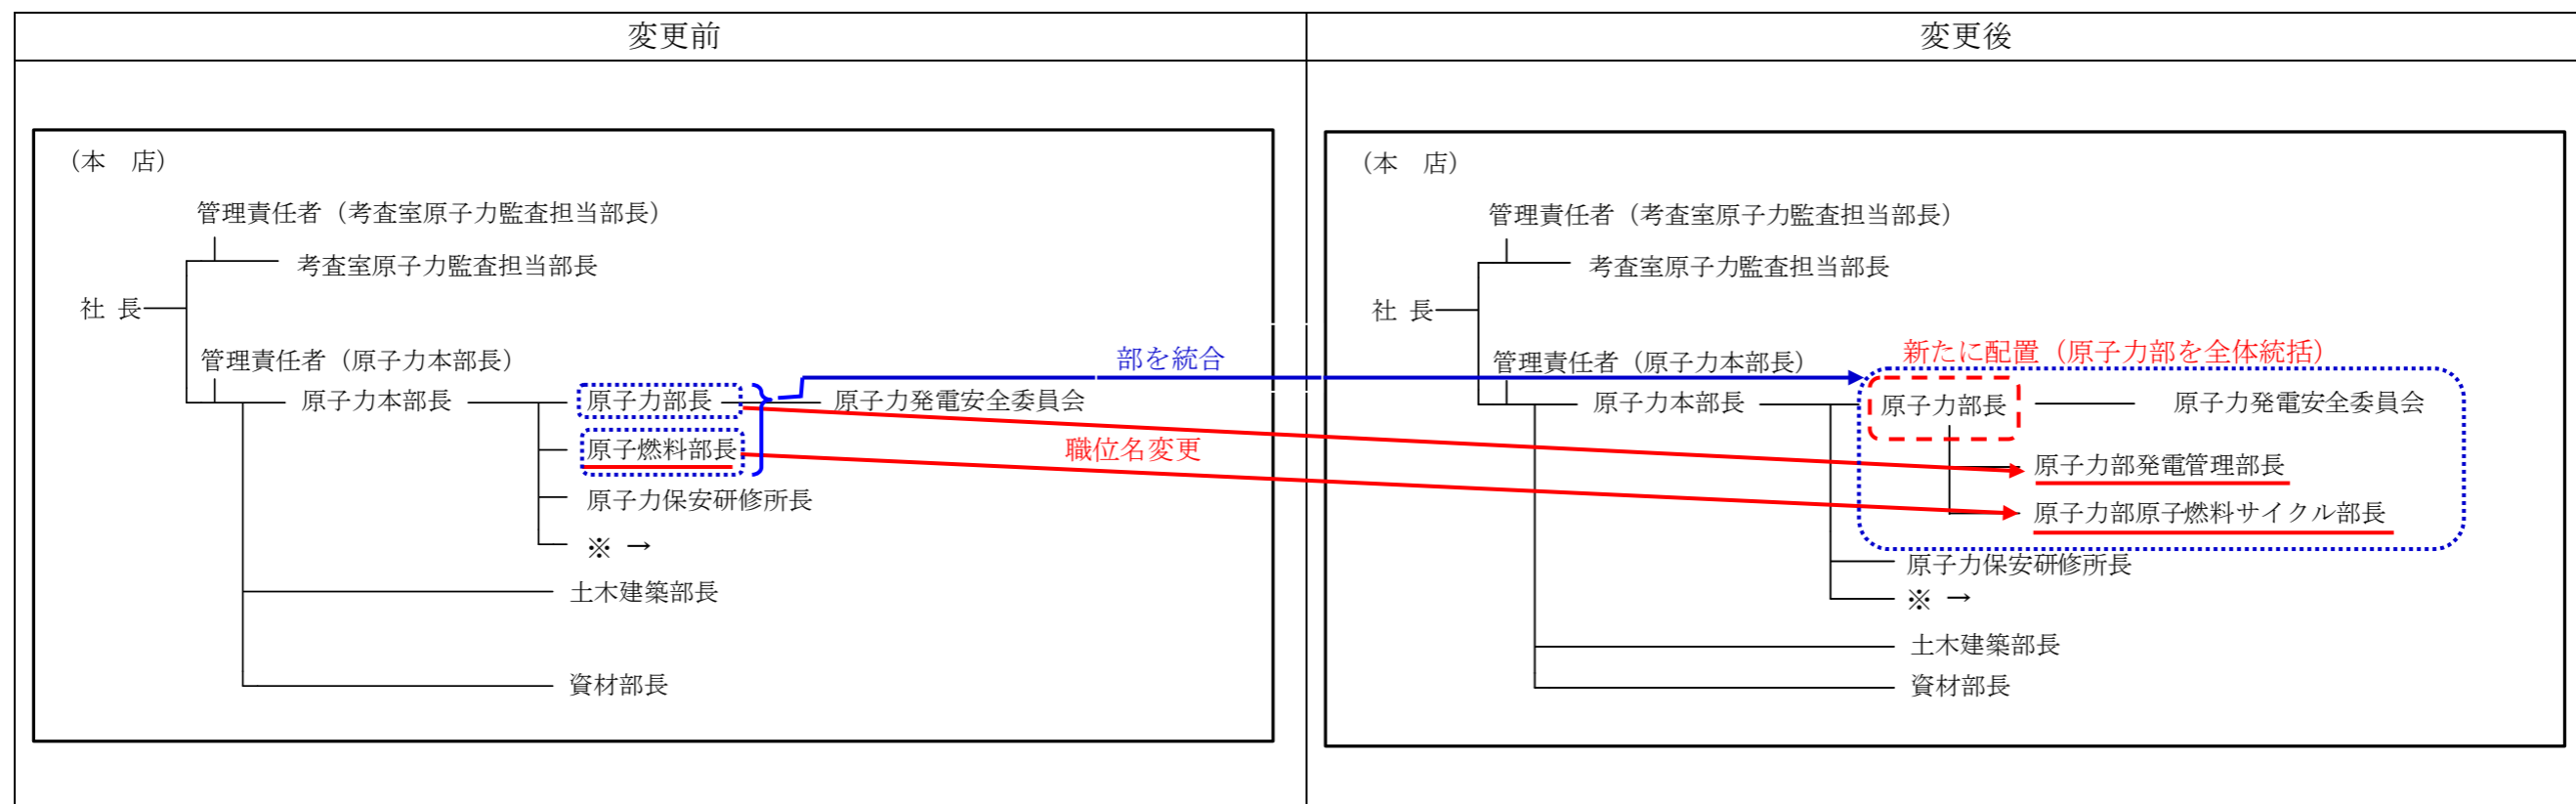 変更前
変更後
（本　店）
管理責任者（考査室原子力監査担当部長）
考査室原子力監査担当部長
社 長
管理責任者（原子力本部長）
原子力本部長
原子力部長
原子力発電安全委員会
原子燃料部長
原子力保安研修所長
※ →
土木建築部長
資材部長
部を統合
職位名変更
（本　店）
管理責任者（考査室原子力監査担当部長）
考査室原子力監査担当部長
社 長
新たに配置（原子力部を全体統括）
管理責任者（原子力本部長）
原子力本部長
原子力部長
原子力発電安全委員会
原子力部発電管理部長
原子力部原子燃料サイクル部長
原子力保安研修所長
※ →
土木建築部長
資材部長